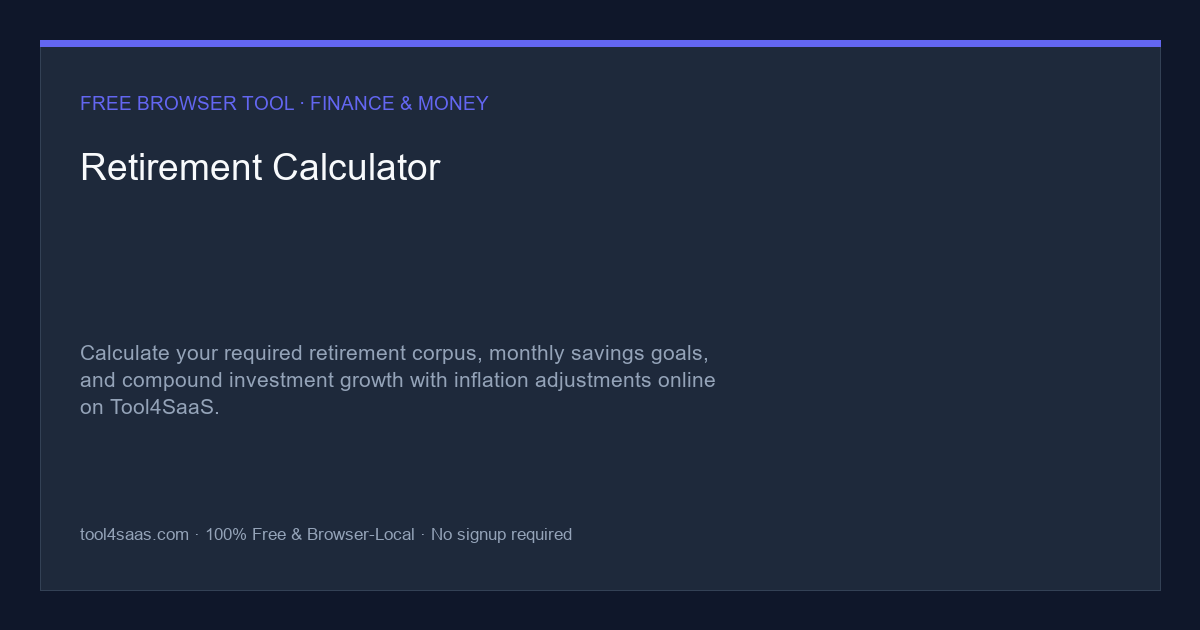 FREE BROWSER TOOL · FINANCE & MONEY
Retirement Calculator
Calculate your required retirement corpus, monthly savings goals,
and compound investment growth with inflation adjustments online
on Tool4SaaS.
tool4saas.com · 100% Free & Browser-Local · No signup required